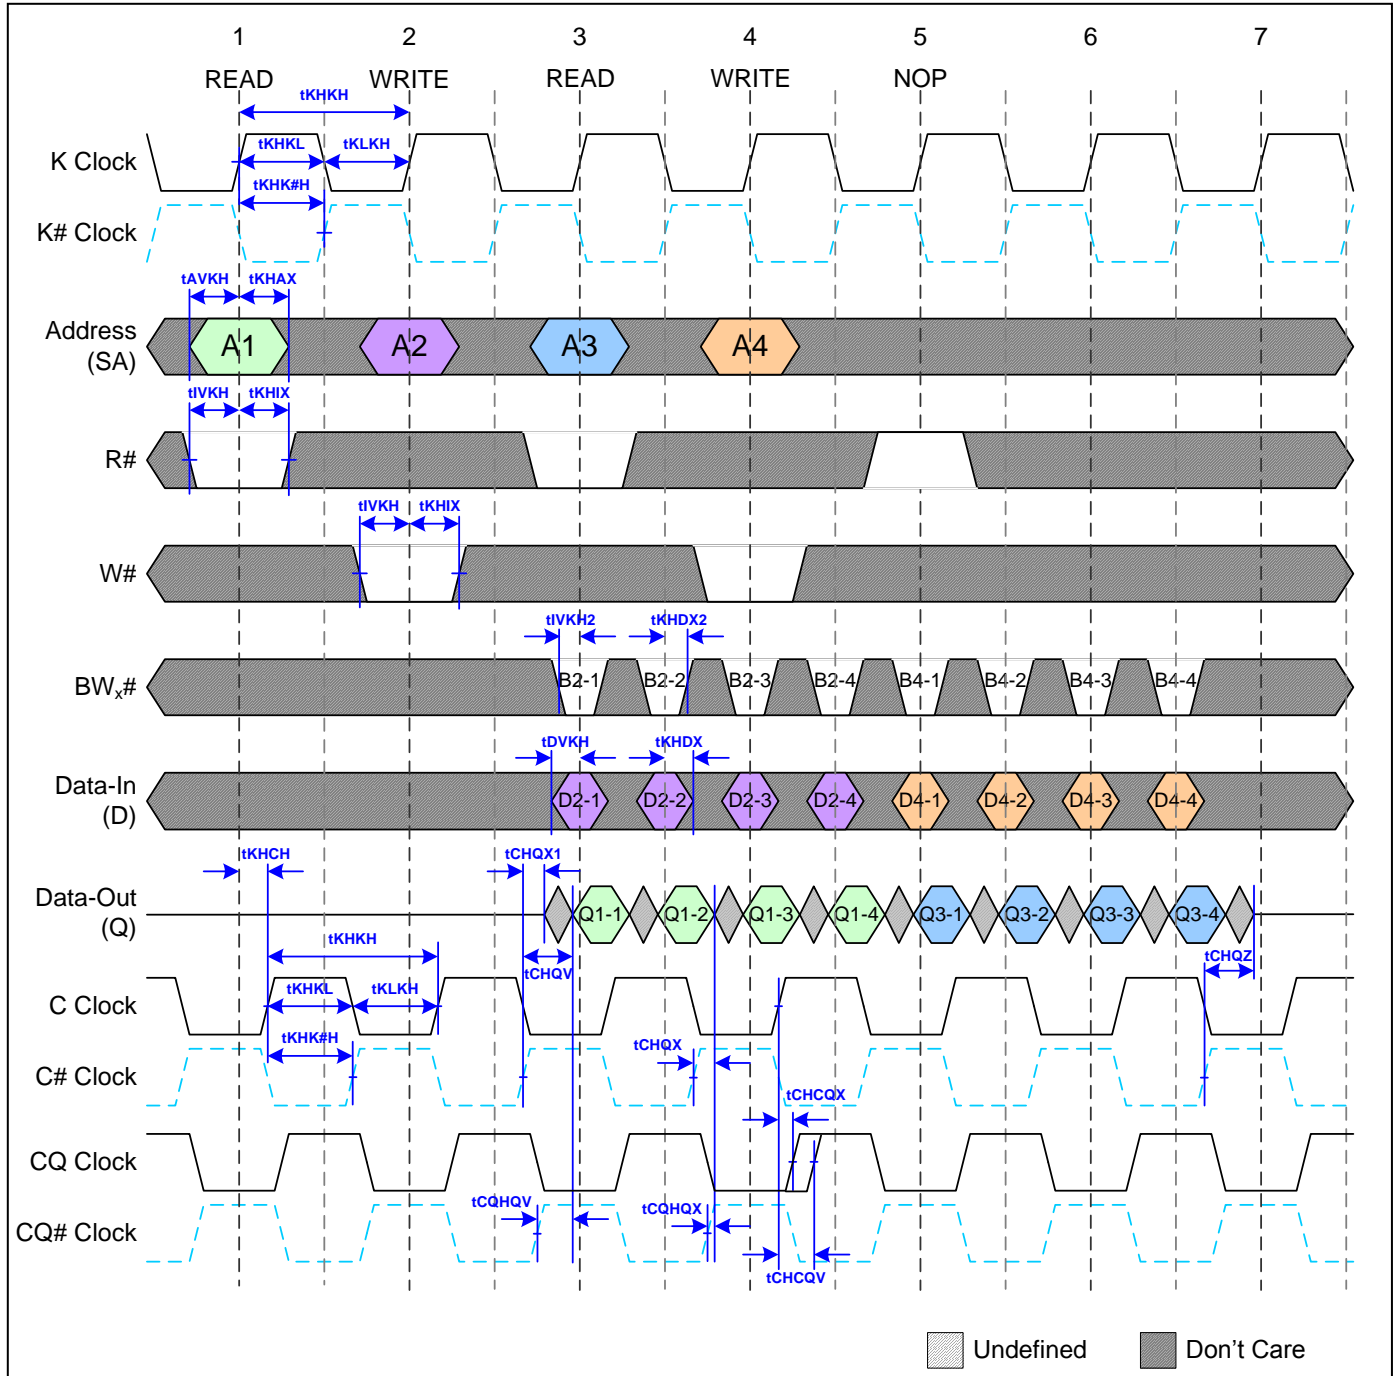 1 2 3 4 5 6 7
READ WRITE READ WRITE NOP
tKHKH
K Clock tKHKL tKLKH
tKHK#H
K# Clock
tAVKH tKHAX
Address
(SA)
A1 A2 A3 A4
tIVKH tKHIX
R#
tIVKH tKHIX
W#
tIVKH2 tKHDX2
BWx# B2-1 B2-2 B2-3 B2-4 B4-1 B4-2 B4-3 B4-4
tDVKH tKHDX
Data-In
(D)
D2-1 D2-2 D2-3 D2-4 D4-1 D4-2 D4-3 D4-4
tKHCH tCHQX1
Data-Out
(Q)
Q1-1 Q1-2 Q1-3 Q1-4 Q3-1 Q3-2 Q3-3 Q3-4
tKHKH tCHQV tCHQZ
C Clock tKHKL tKLKH
tKHK#H tCHQX
C# Clock
tCHCQX
CQ Clock
tCQHQV tCQHQX
CQ# Clock
tCHCQV
Undefined Don't Care